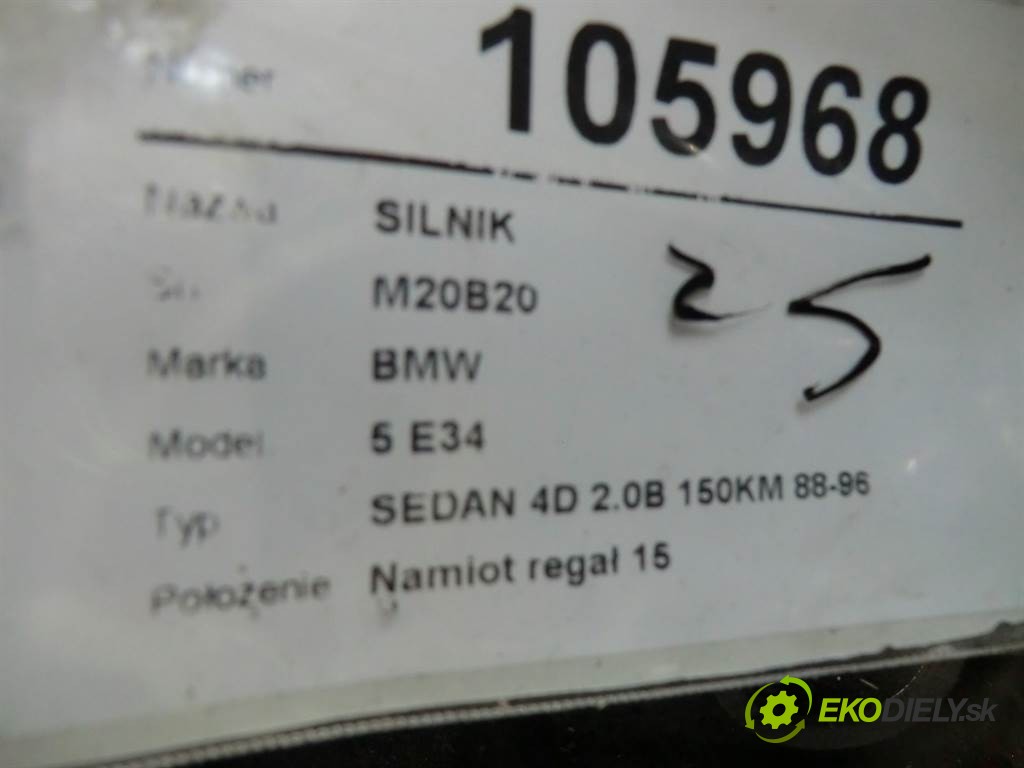 105968
Nazwa SILNIK
M20B20
25
Marka BMW
Model 5 E34
Typ SEDAN 4D 2.0B 150KM 88-96
Położenie Namiot regał 15
EKODIELY.sk